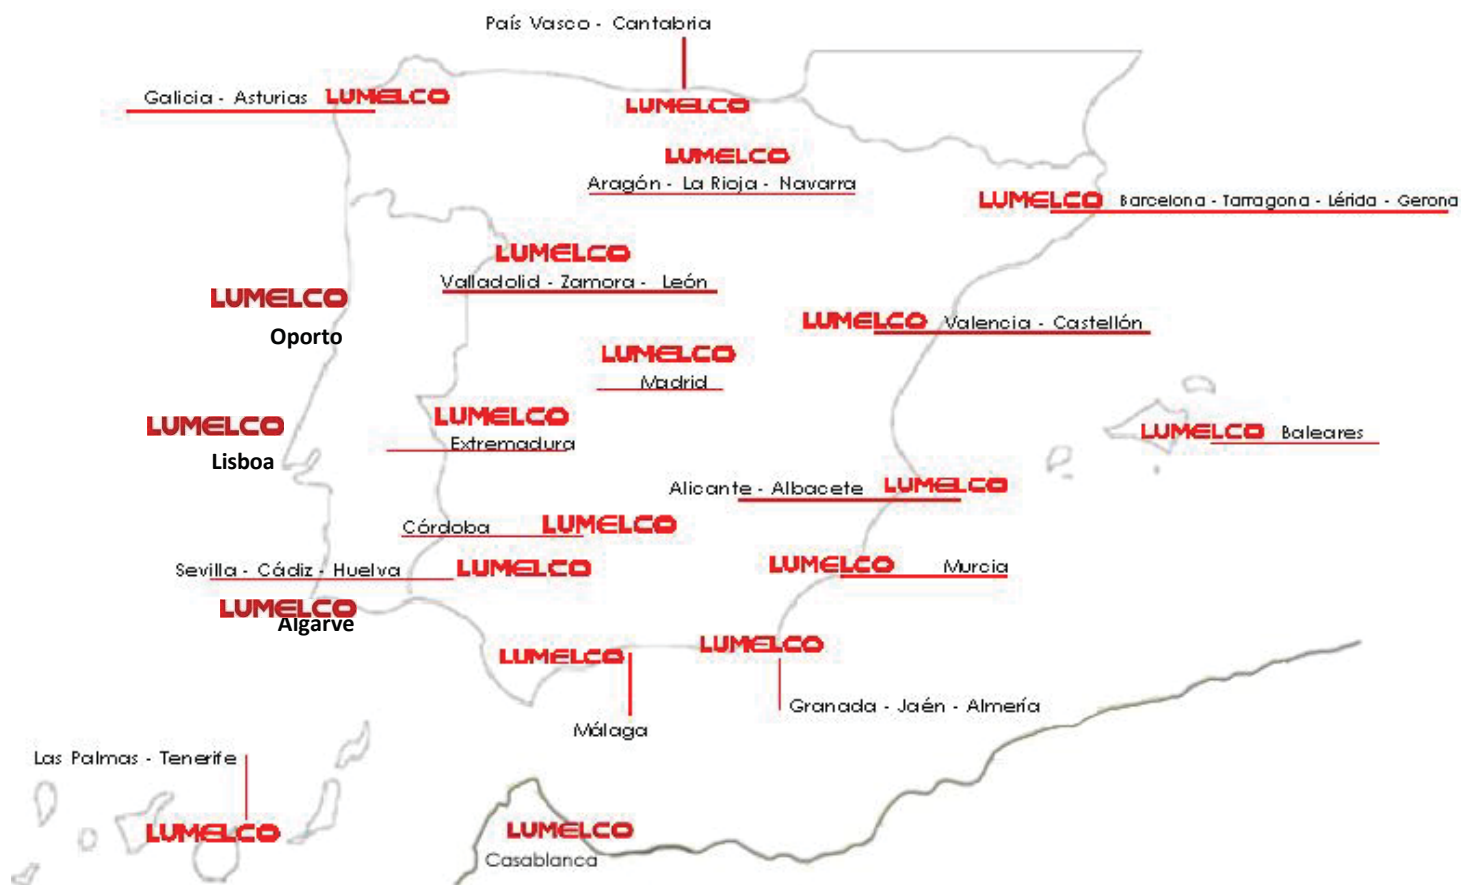 País Vasco - Cantabria
Galicia - Asturias LUMELCO
LUMELCO
LUMELCO
Aragón - La Rioja - Navarra
LUMELCO Barcelona - Tarragona - Lérida - Gerona
LUMELCO
Valladolid - Zamora - León
LUMELCO
Oporto
LUMELCO Valencia - Castellón
LUMELCO
Madrid
LUMELCO
Extremadura
LUMELCO
Lisboa
LUMELCO Baleares
Alicante - Albacete LUMELCO
Córdoba LUMELCO
Sevilla - Cádiz - Huelva LUMELCO
LUMELCO Murcia
LUMELCO
Algarve
LUMELCO
Málaga
LUMELCO
Granada - Jaén - Almería
Las Palmas - Tenerife
LUMELCO
LUMELCO
Casablanca